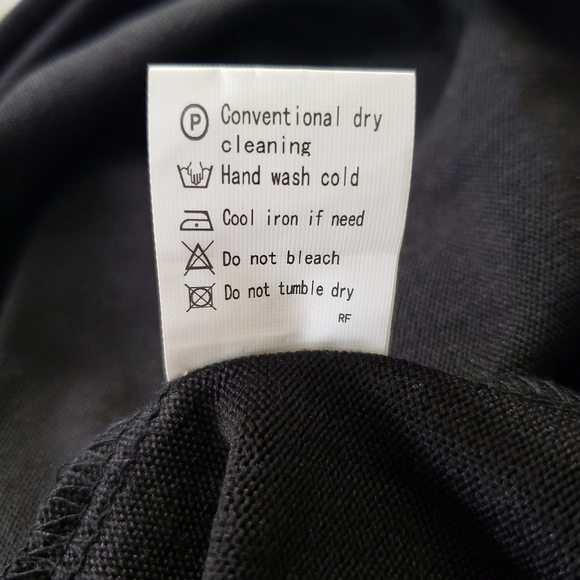 P Conventional dry
cleaning
Hand wash cold
Cool iron if need
Do not bleach
Do not tumble dry
RF